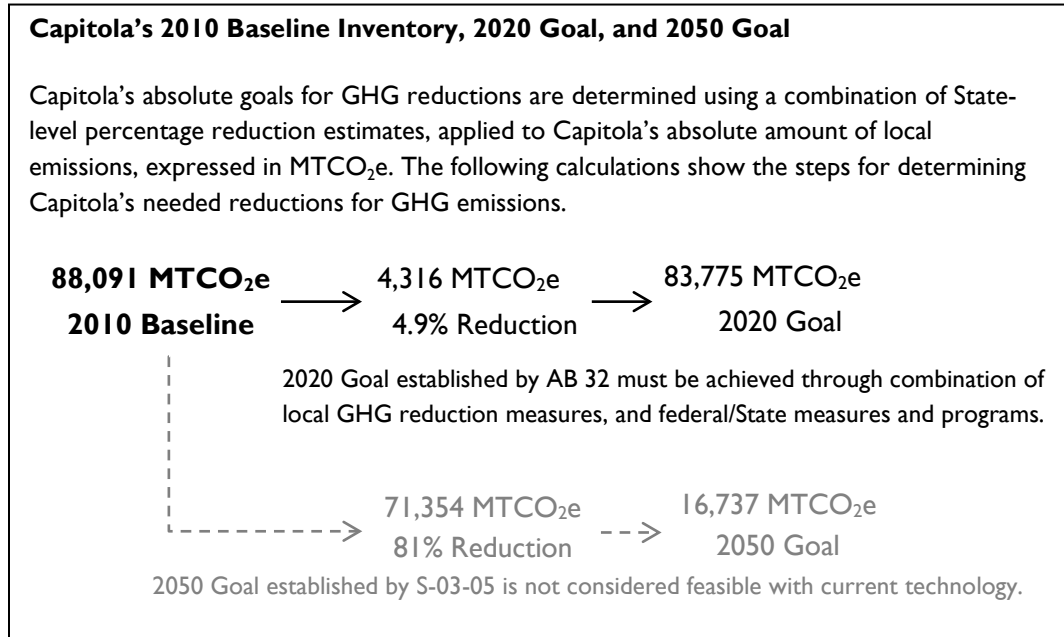 Capitola's 2010 Baseline Inventory, 2020 Goal, and 2050 Goal
Capitola's absolute goals for GHG reductions are determined using a combination of State-
level percentage reduction estimates, applied to Capitola's absolute amount of local
emissions, expressed in MTCO₂e. The following calculations show the steps for determining
Capitola's needed reductions for GHG emissions.
88,091 MTCO₂e
2010 Baseline
4,316 MTCO₂e
4.9% Reduction
83,775 MTCO₂e
2020 Goal
2020 Goal established by AB 32 must be achieved through combination of
local GHG reduction measures, and federal/State measures and programs.
71,354 MTCO₂e
81% Reduction
16,737 MTCO₂e
2050 Goal
2050 Goal established by S-03-05 is not considered feasible with current technology.